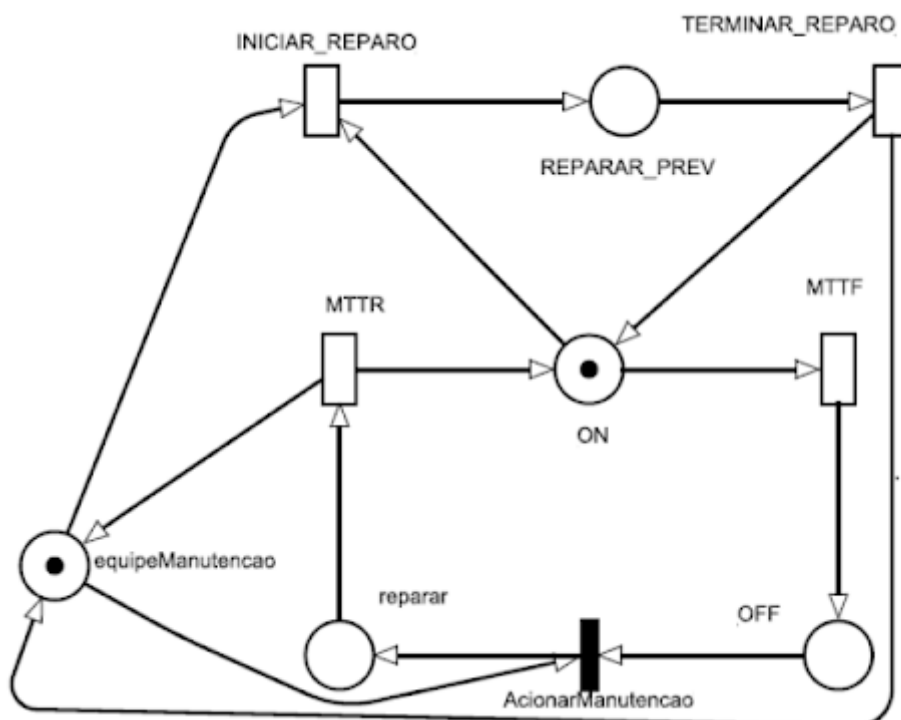 INICIAR_REPARO
TERMINAR_REPARO
REPARAR_PREV
MTTR
MTTF
ON
equipeManutencao
reparar
OFF
AcionarManutencao